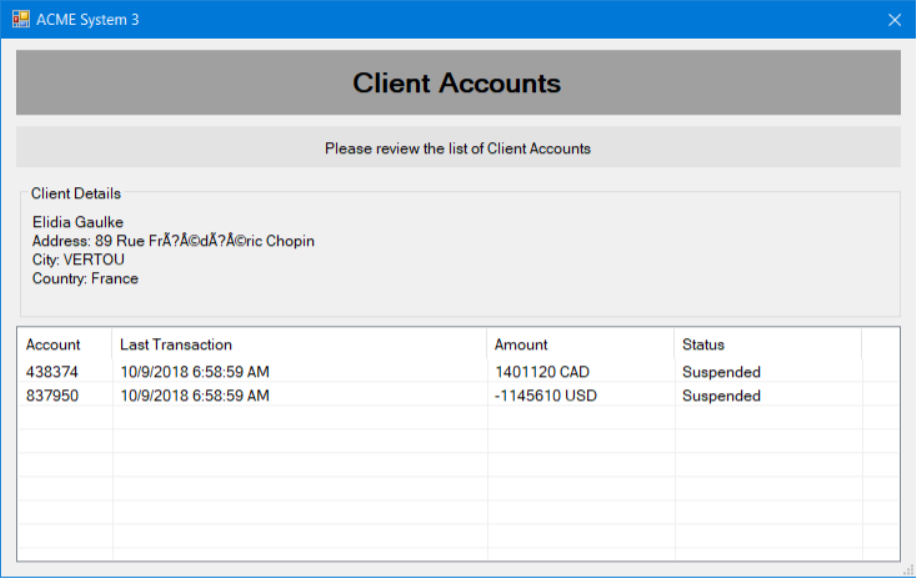 ACME System 3
Client Accounts
Please review the list of Client Accounts
Client Details
Elidia Gaulke
Address: 89 Rue FrÃ?Â©dÃ?Â©ric Chopin
City: VERTOU
Country: France
Account Last Transaction Amount Status
438374 10/9/2018 6:58:59 AM 1401120 CAD Suspended
837950 10/9/2018 6:58:59 AM -1145610 USD Suspended